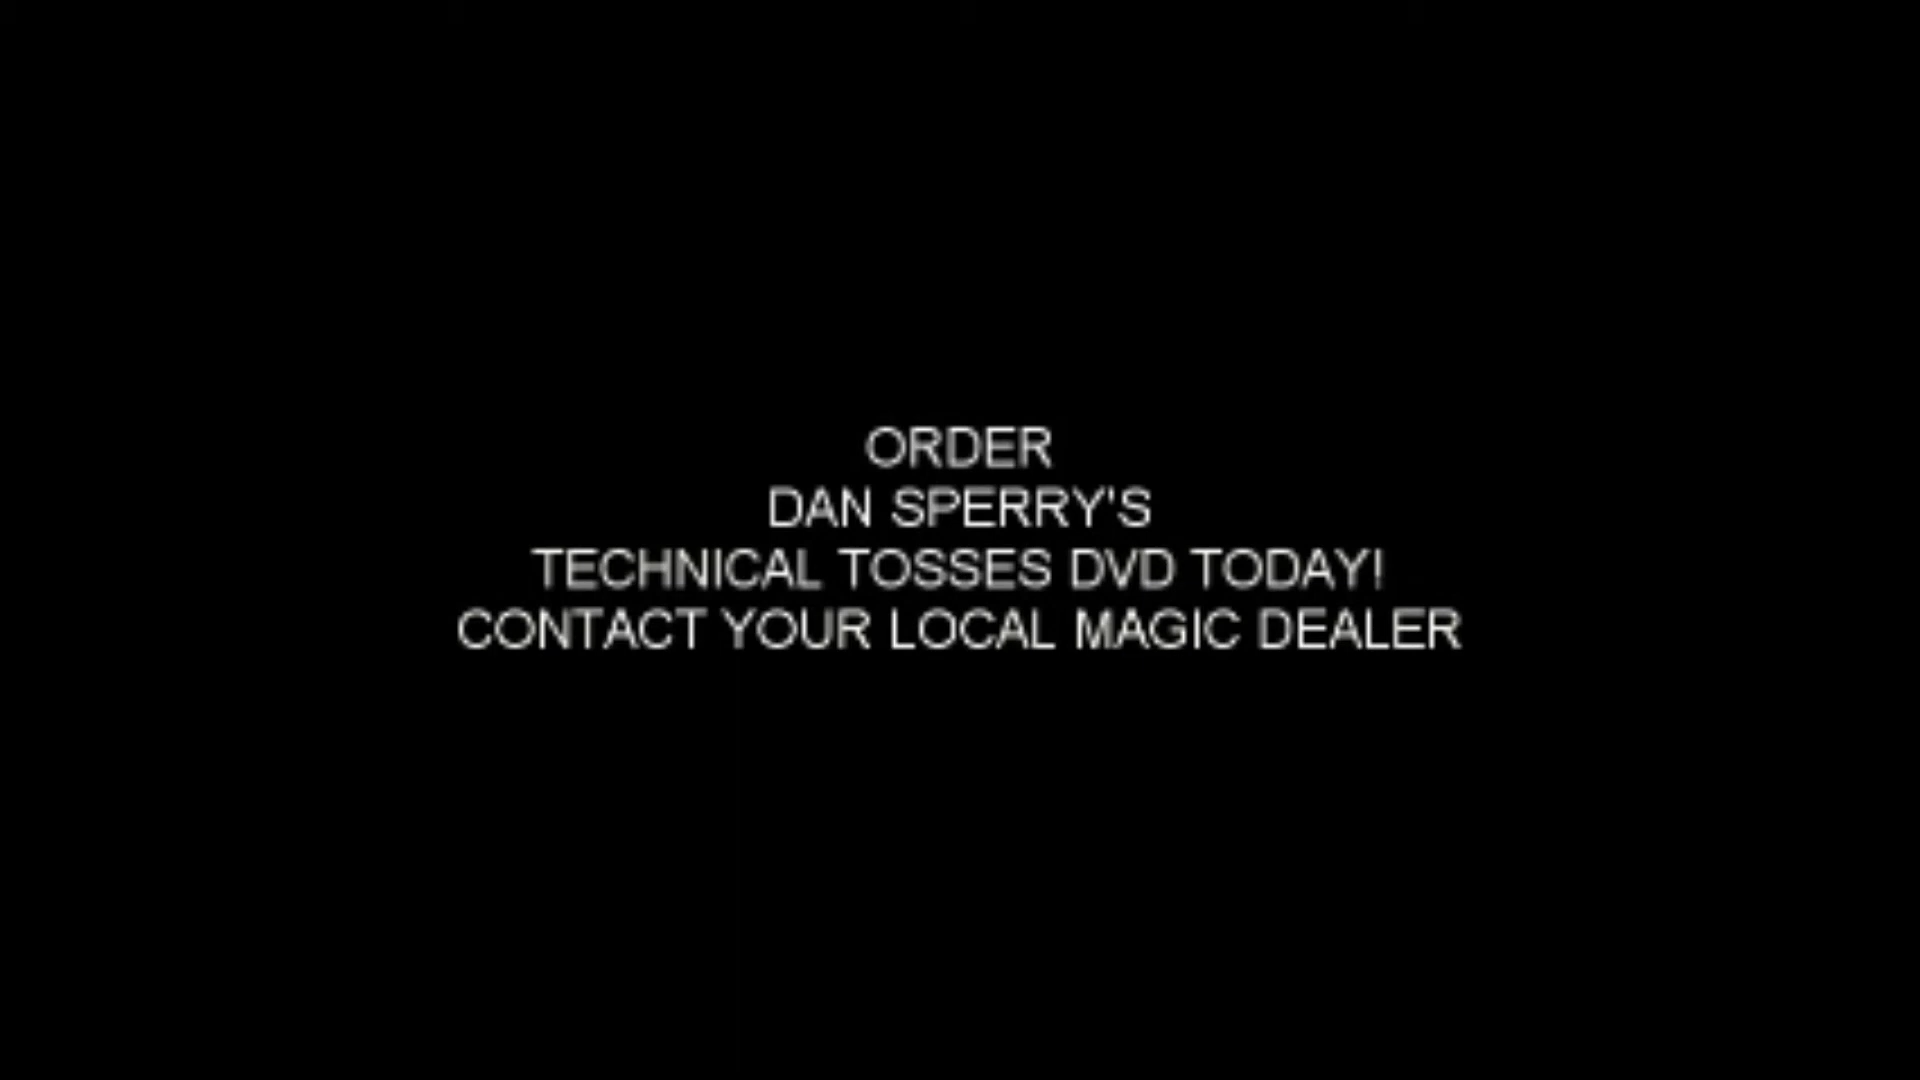 ORDER
DAN SPERRY'S
TECHNICAL TOSSES DVD TODAY!
CONTACT YOUR LOCAL MAGIC DEALER